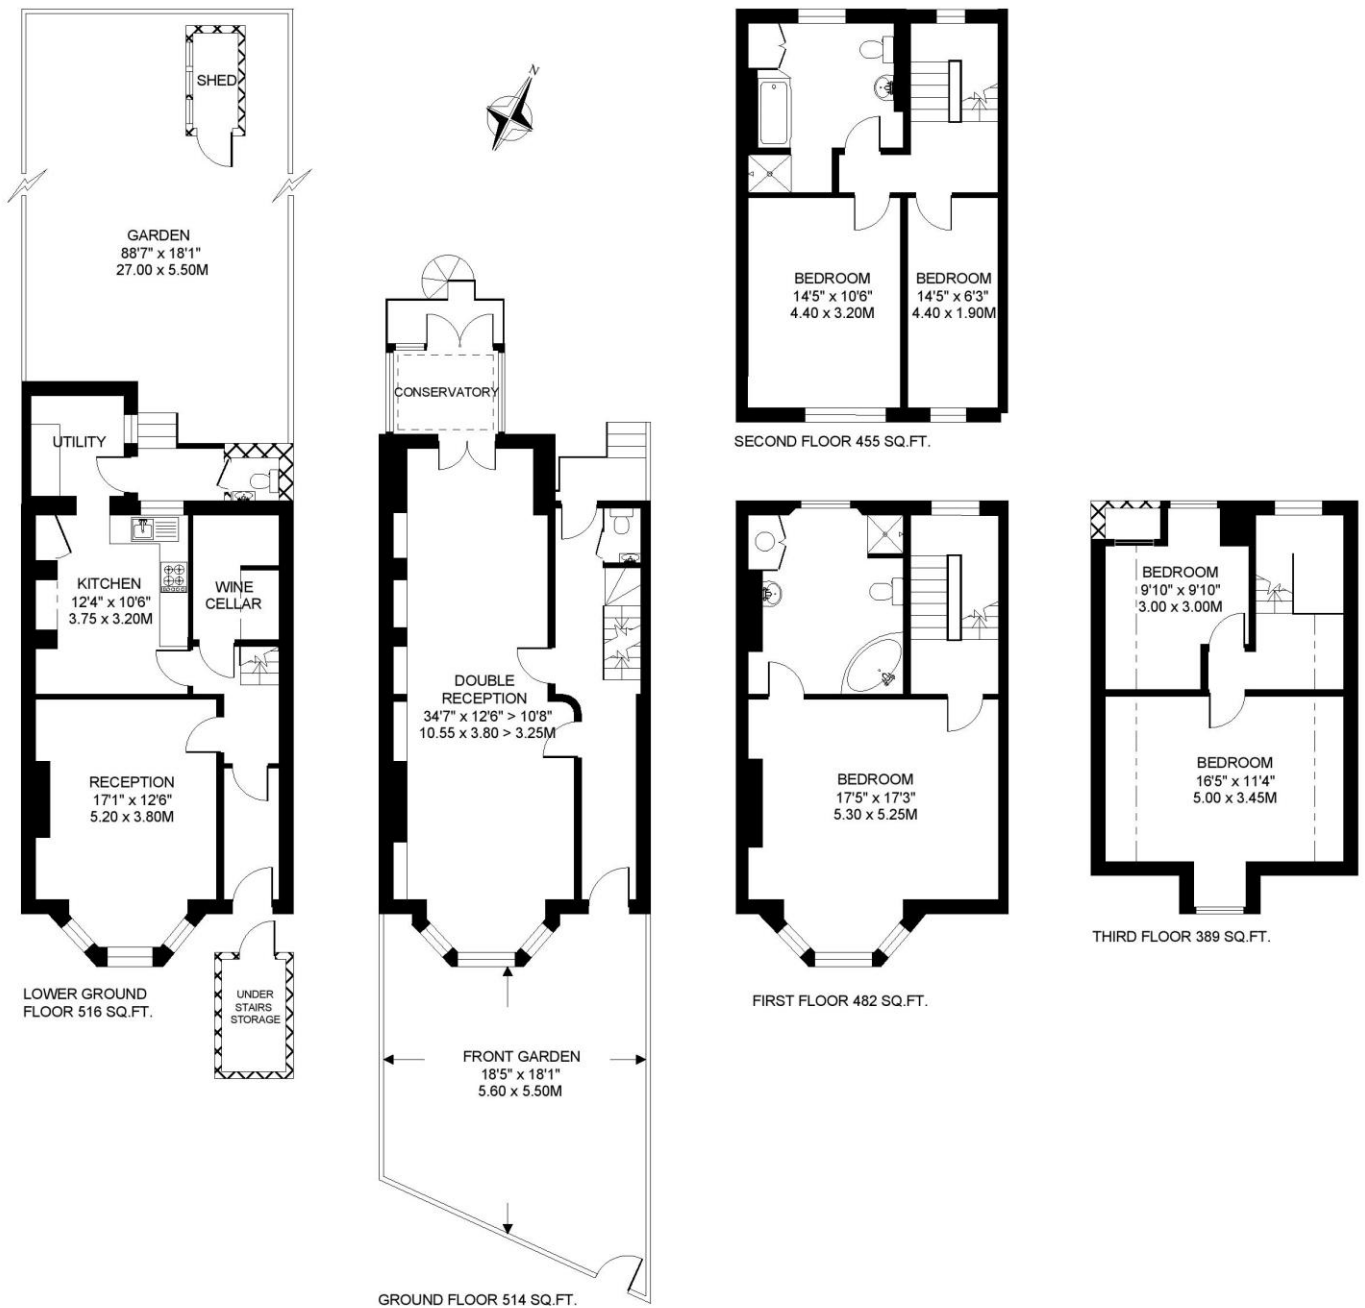 SHED
N
GARDEN
88'7" x 18'1"
27.00 x 5.50M
UTILITY
KITCHEN
12'4" x 10'6"
3.75 x 3.20M
WINE
CELLAR
RECEPTION
17'1" x 12'6"
5.20 x 3.80M
UNDER
STAIRS
STORAGE
LOWER GROUND
FLOOR 516 SQ.FT.
CONSERVATORY
DOUBLE
RECEPTION
34'7" x 12'6" > 10'8"
10.55 x 3.80 > 3.25M
FRONT GARDEN
18'5" x 18'1"
5.60 x 5.50M
GROUND FLOOR 514 SQ.FT.
BEDROOM
14'5" x 10'6"
4.40 x 3.20M
BEDROOM
14'5" x 6'3"
4.40 x 1.90M
SECOND FLOOR 455 SQ.FT.
BEDROOM
17'5" x 17'3"
5.30 x 5.25M
FIRST FLOOR 482 SQ.FT.
BEDROOM
9'10" x 9'10"
3.00 x 3.00M
BEDROOM
16'5" x 11'4"
5.00 x 3.45M
THIRD FLOOR 389 SQ.FT.